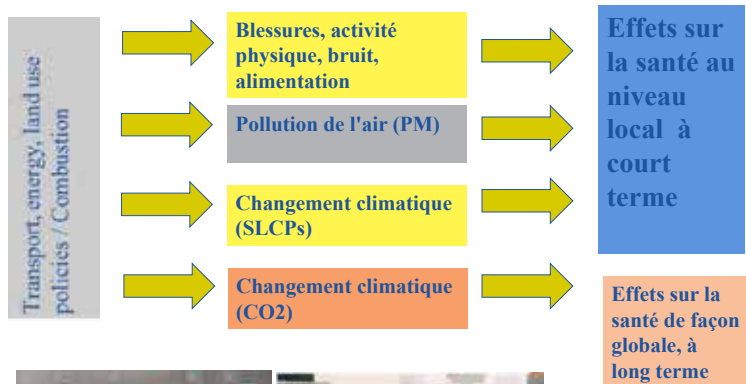 Transport, energy, land use
policies / Combustion
Blessures, activité
physique, bruit,
alimentation
Pollution de l'air (PM)
Changement climatique
(SLCPs)
Changement climatique
(CO2)
Effets sur
la santé au
niveau
local à
court
terme
Effets sur la
santé de façon
globale, à
long terme